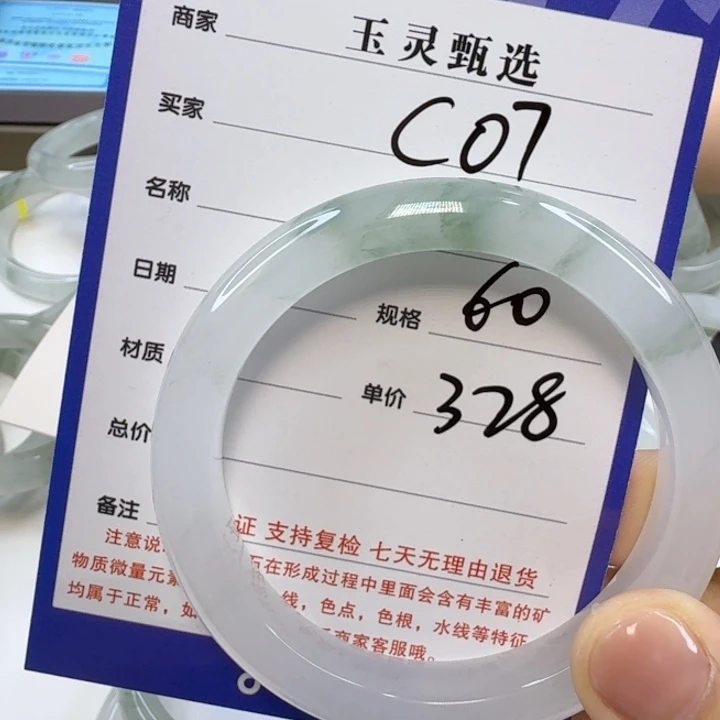 商家 玉灵甄选
买家 C07
名称
日期
规格 60
材质
单价 328
总价
备注
证 支持复检 七天无理由退货
注意说
石在形成过程中里面会含有丰富的矿
物质微量元素 线，色点，色根，水线等特征
均属于正常，如 商家客服哦。